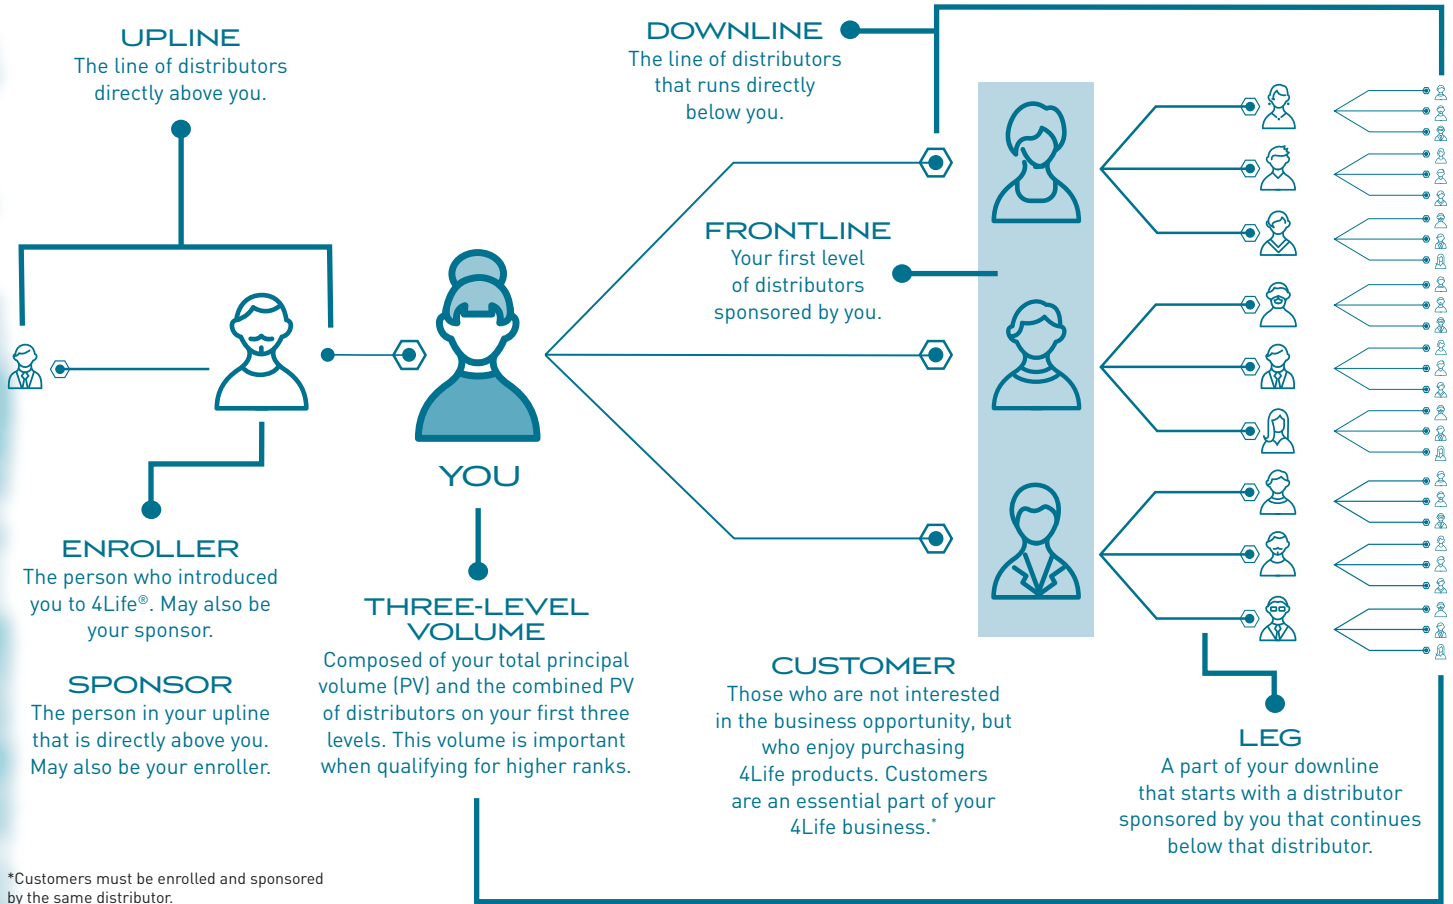 UPLINE
The line of distributors
directly above you.
DOWNLINE
The line of distributors
that runs directly
below you.
FRONTLINE
Your first level
of distributors
sponsored by you.
YOU
ENROLLER
The person who introduced
you to 4Life®. May also be
your sponsor.
SPONSOR
The person in your upline
that is directly above you.
May also be your enroller.
THREE-LEVEL
VOLUME
Composed of your total principal
volume (PV) and the combined PV
of distributors on your first three
levels. This volume is important
when qualifying for higher ranks.
CUSTOMER
Those who are not interested
in the business opportunity, but
who enjoy purchasing
4Life products. Customers
are an essential part of your
4Life business.*
LEG
A part of your downline
that starts with a distributor
sponsored by you that continues
below that distributor.
*Customers must be enrolled and sponsored
by the same distributor.